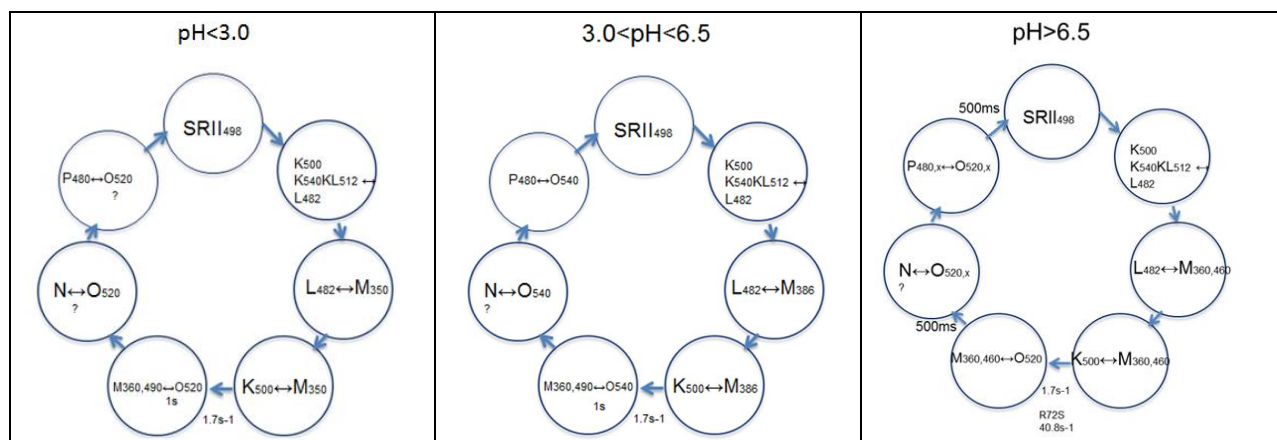 pH<3.0
SRII498
K500
K540KL512 ↔
L482
L482↔M350
K500↔M350
1.7s-1
M360,490↔O520
1s
N↔O520
?
P480↔O520
?
3.0<pH<6.5
SRII498
K500
K540KL512 ↔
L482
L482↔M386
K500↔M386
1.7s-1
M360,490↔O540
1s
N↔O540
?
P480↔O540
pH>6.5
500ms
SRII498
K500
K540KL512 ↔
L482
L482↔M360,460
K500↔M360,460
1.7s-1
R72S
40.8s-1
M360,460↔O520
500ms
N↔O520,x
?
P480,x↔O520,x